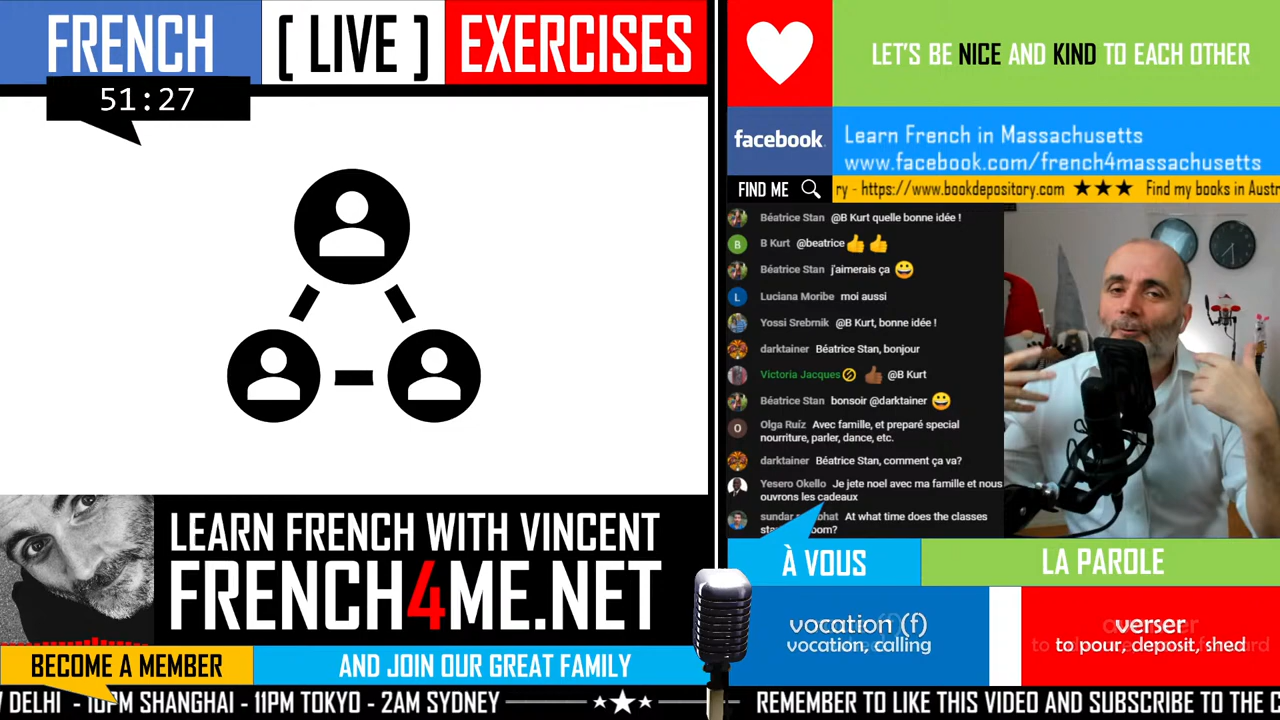 FRENCH [ LIVE ] EXERCISES
51:27
LET'S BE NICE AND KIND TO EACH OTHER
facebook.
Learn French in Massachusetts
www.facebook.com/french4massachusetts
FIND ME
ry - https://www.bookdepository.com ★★★ Find my books in Austr
Béatrice Stan @B Kurt quelle bonne idée !
B Kurt @beatrice👍👍
Béatrice Stan j'aimerais ça 😀
Luciana Moribe moi aussi
Yossi Srebrnik @B Kurt, bonne idée !
darktainer Béatrice Stan, bonjour
Victoria Jacques @B Kurt
Béatrice Stan bonsoir @darktainer 😀
Olga Ruíz Avec famille, et preparé special
nourriture, parler, dance, etc.
darktainer Béatrice Stan, comment ça va?
Yesero Okello Je jete noel avec ma famille et nous
ouvrons les cadeaux
sundar At what time does the classes
LEARN FRENCH WITH VINCENT
FRENCH4ME.NET
À VOUS LA PAROLE
vocation (f)
vocation, calling
verser
to pour, deposit, shed
BECOME A MEMBER
AND JOIN OUR GREAT FAMILY
W DELHI - 10PM SHANGHAI - 11PM TOKYO - 2AM SYDNEY
REMEMBER TO LIKE THIS VIDEO AND SUBSCRIBE TO THE C